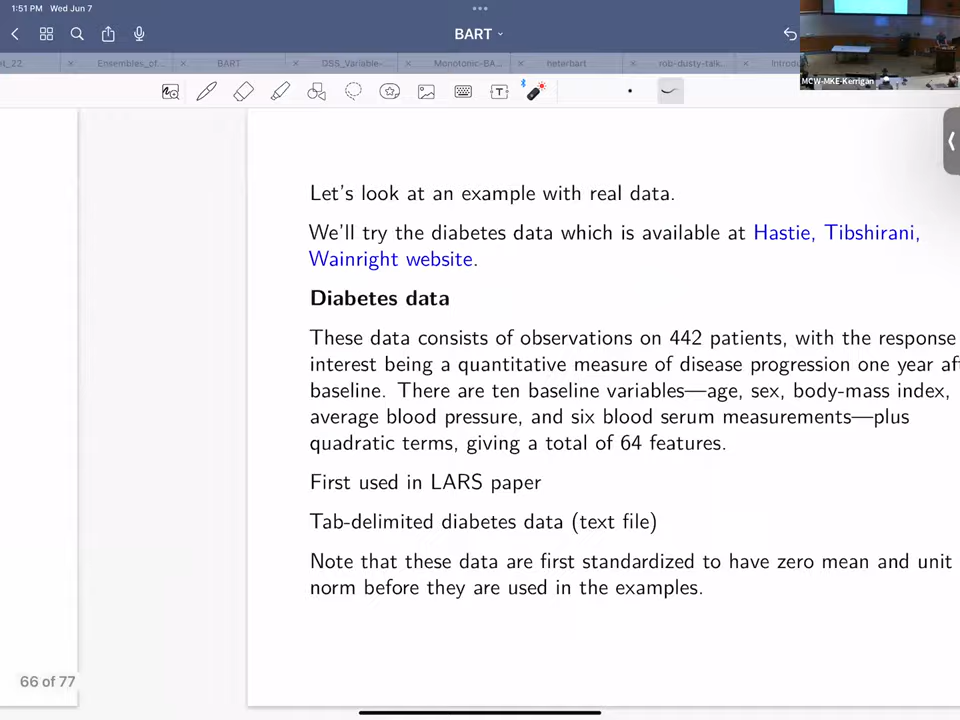 1:51 PM Wed Jun 7
BART
Ensembles_of...
BART
DSS_Variable-...
Monotonic-BA...
heterbart
rob-dusty-talk...
MCW-MKE-Kerrigan
Let's look at an example with real data.
We'll try the diabetes data which is available at Hastie, Tibshirani,
Wainright website.
Diabetes data
These data consists of observations on 442 patients, with the response
interest being a quantitative measure of disease progression one year af
baseline. There are ten baseline variables—age, sex, body-mass index,
average blood pressure, and six blood serum measurements—plus
quadratic terms, giving a total of 64 features.
First used in LARS paper
Tab-delimited diabetes data (text file)
Note that these data are first standardized to have zero mean and unit
norm before they are used in the examples.
66 of 77